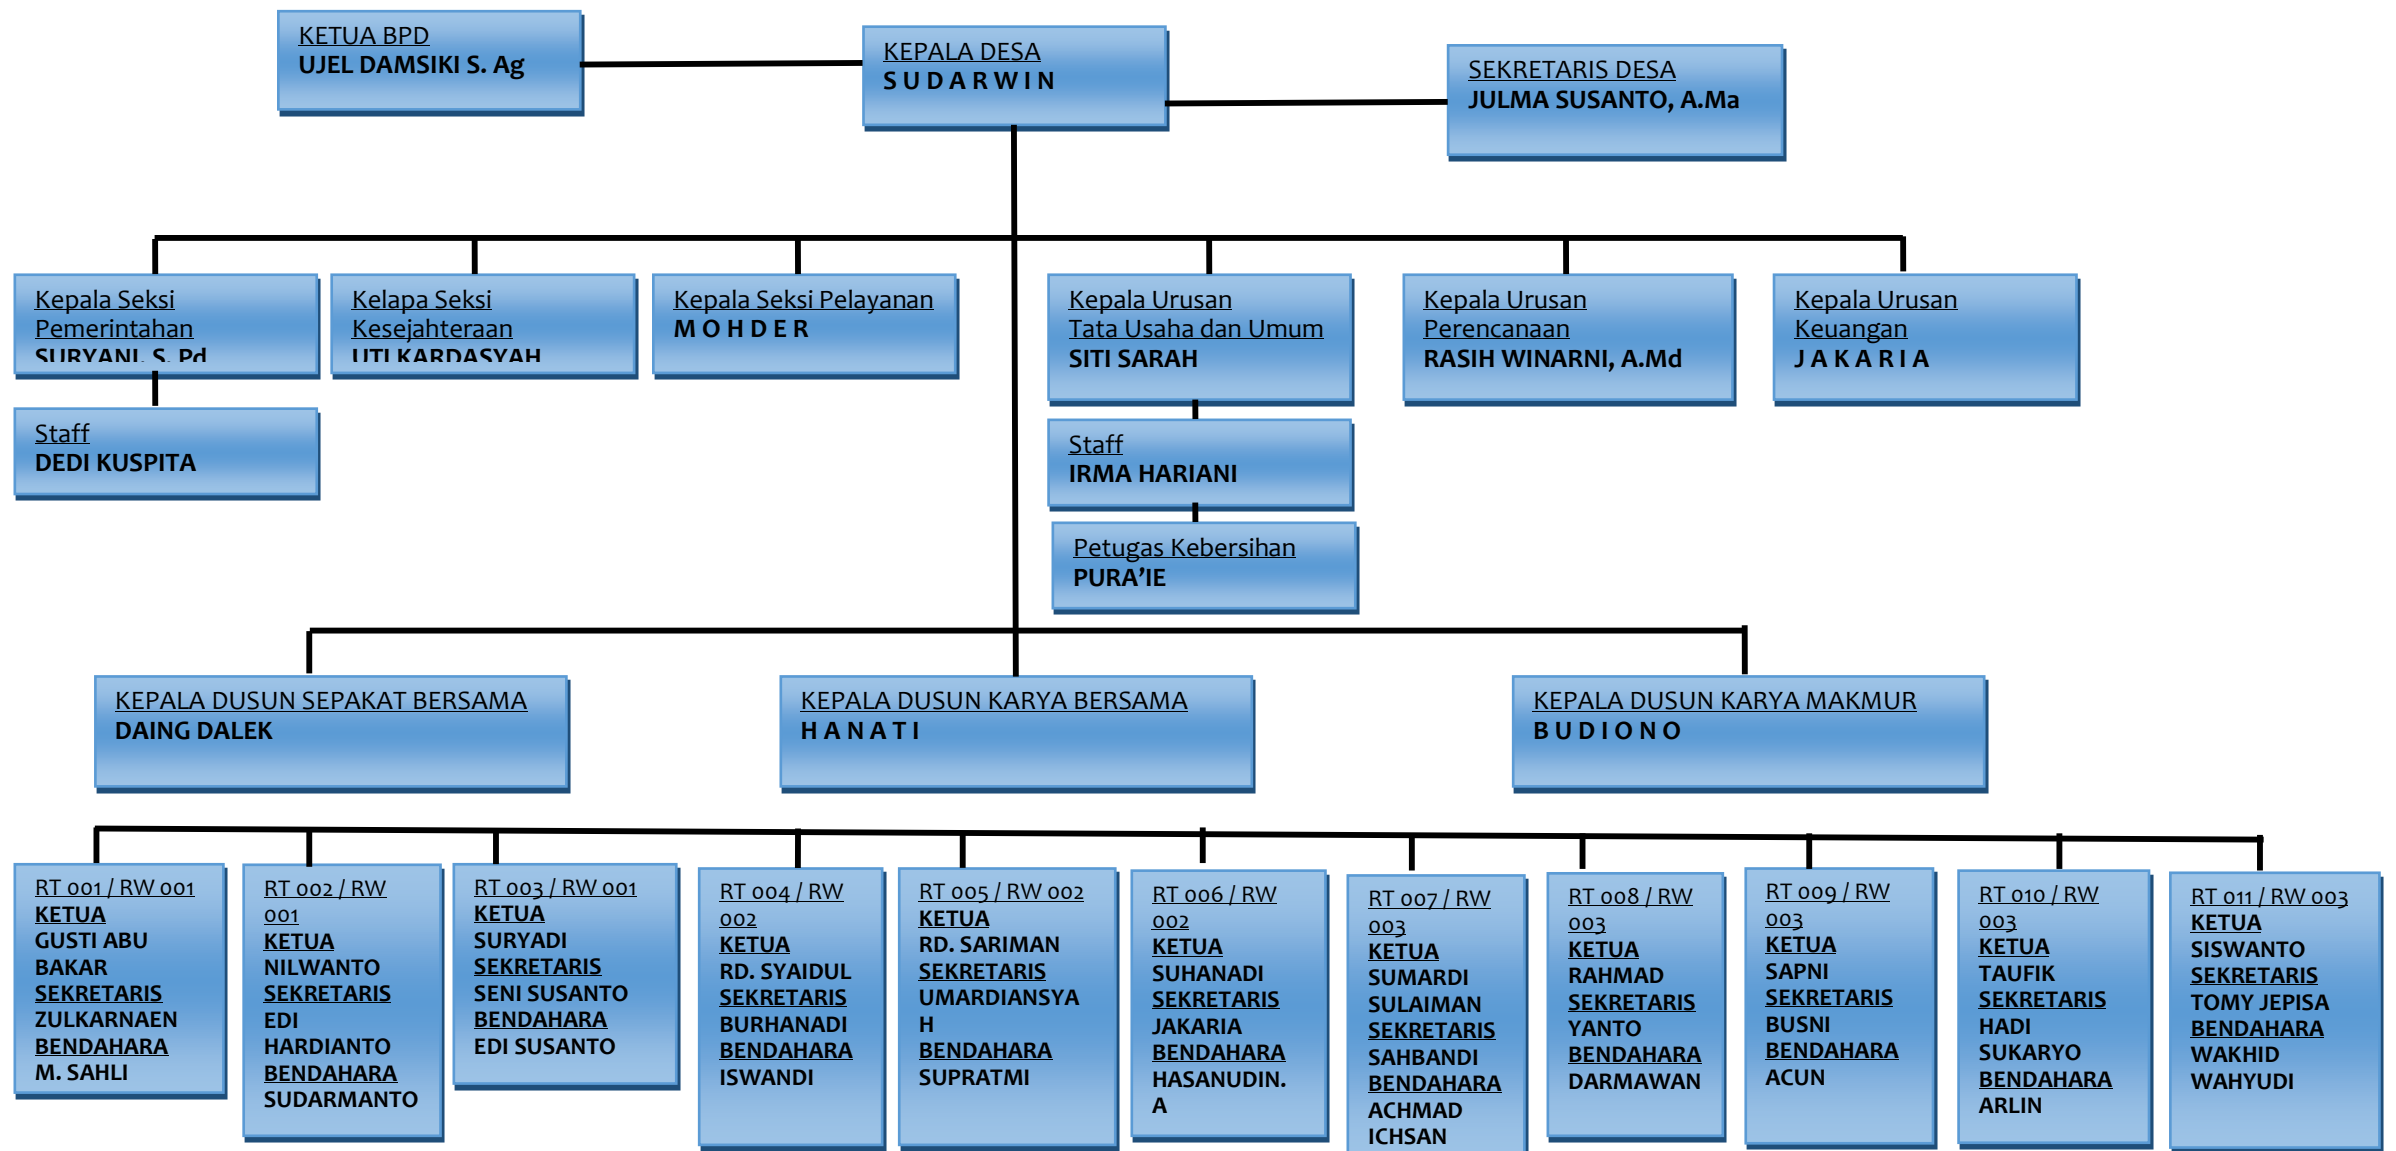 KETUA BPD
UJEL DAMSIKI S. Ag
KEPALA DESA
S U D A R W I N
SEKRETARIS DESA
JULMA SUSANTO, A.Ma
Kepala Seksi
Pemerintahan
SURYANI, S. Pd
Kelapa Seksi
Kesejahteraan
UTI KARDASYAH
Kepala Seksi Pelayanan
M O H D E R
Kepala Urusan
Tata Usaha dan Umum
SITI SARAH
Kepala Urusan
Perencanaan
RASIH WINARNI, A.Md
Kepala Urusan
Keuangan
J A K A R I A
Staff
DEDI KUSPITA
Staff
IRMA HARIANI
Petugas Kebersihan
PURA’IE
KEPALA DUSUN SEPAKAT BERSAMA
DAING DALEK
KEPALA DUSUN KARYA BERSAMA
H A N A T I
KEPALA DUSUN KARYA MAKMUR
B U D I O N O
RT 001 / RW 001
KETUA
GUSTI ABU
BAKAR
SEKRETARIS
ZULKARNAEN
BENDAHARA
M. SAHLI
RT 002 / RW
001
KETUA
NILWANTO
SEKRETARIS
EDI
HARDIANTO
BENDAHARA
SUDARMANTO
RT 003 / RW 001
KETUA
SURYADI
SEKRETARIS
SENI SUSANTO
BENDAHARA
EDI SUSANTO
RT 004 / RW
002
KETUA
RD. SYAIDUL
SEKRETARIS
BURHANADI
BENDAHARA
ISWANDI
RT 005 / RW 002
KETUA
RD. SARIMAN
SEKRETARIS
UMARDIANSYA
H
BENDAHARA
SUPRATMI
RT 006 / RW
002
KETUA
SUHANADI
SEKRETARIS
JAKARIA
BENDAHARA
HASANUDIN.
A
RT 007 / RW
003
KETUA
SUMARDI
SULAIMAN
SEKRETARIS
SAHBANDI
BENDAHARA
ACHMAD
ICHSAN
RT 008 / RW
003
KETUA
RAHMAD
SEKRETARIS
YANTO
BENDAHARA
DARMAWAN
RT 009 / RW
003
KETUA
SAPNI
SEKRETARIS
BUSNI
BENDAHARA
ACUN
RT 010 / RW
003
KETUA
TAUFIK
SEKRETARIS
HADI
SUKARYO
BENDAHARA
ARLIN
RT 011 / RW 003
KETUA
SISWANTO
SEKRETARIS
TOMY JEPISA
BENDAHARA
WAKHID
WAHYUDI